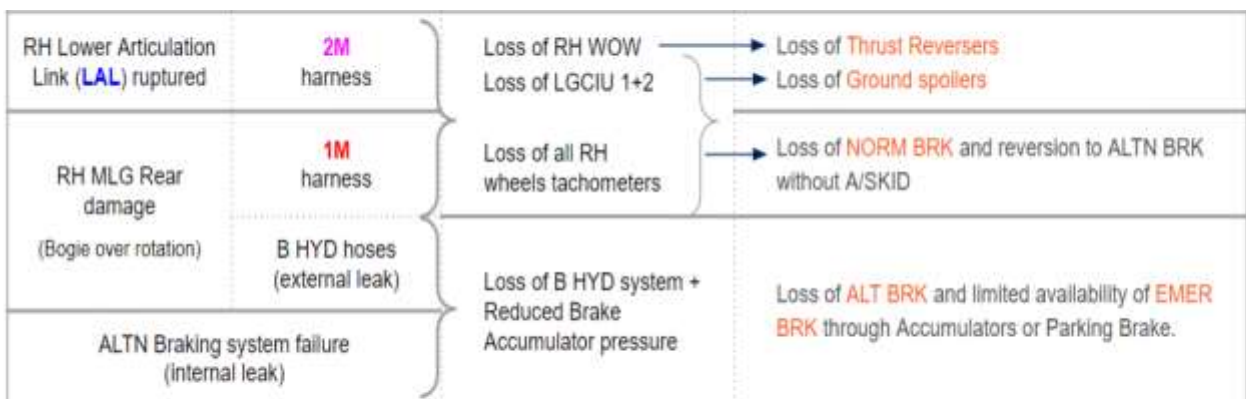 RH Lower Articulation
Link (LAL) ruptured
2M
harness
Loss of RH WOW
Loss of LGCIU 1+2
Loss of Thrust Reversers
Loss of Ground spoilers
RH MLG Rear
damage
(Bogie over rotation)
1M
harness
Loss of all RH
wheels tachometers
Loss of NORM BRK and reversion to ALTN BRK
without A/SKID
B HYD hoses
(external leak)
ALTN Braking system failure
(internal leak)
Loss of B HYD system +
Reduced Brake
Accumulator pressure
Loss of ALT BRK and limited availability of EMER
BRK through Accumulators or Parking Brake.